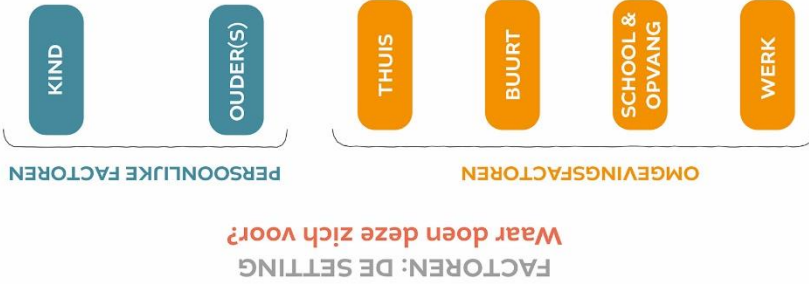 FACTOREN: DE SETTING
Waar doen deze zich voor?
PERSOONLIJKE FACTOREN
OMGEVINGSFACTOREN
KIND
OUDER(S)
THUIS
BUURT
SCHOOL &
OPVANG
WERK